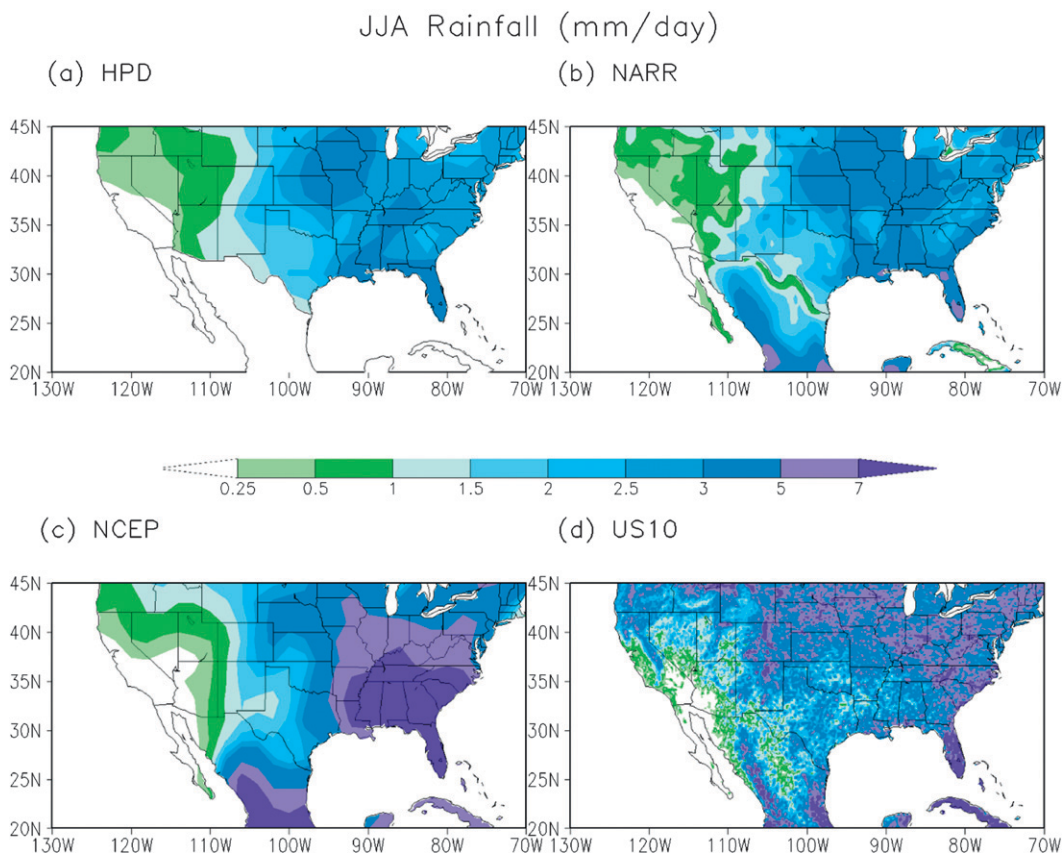 JJA Rainfall (mm/day)
(a) HPD
(b) NARR
45N
40N
35N
30N
25N
20N
130W 120W 110W 100W 90W 80W 70W
45N
40N
35N
30N
25N
20N
130W 120W 110W 100W 90W 80W 70W
0.25 0.5 1 1.5 2 2.5 3 5 7
(c) NCEP
(d) US10
45N
40N
35N
30N
25N
20N
130W 120W 110W 100W 90W 80W 70W
45N
40N
35N
30N
25N
20N
130W 120W 110W 100W 90W 80W 70W